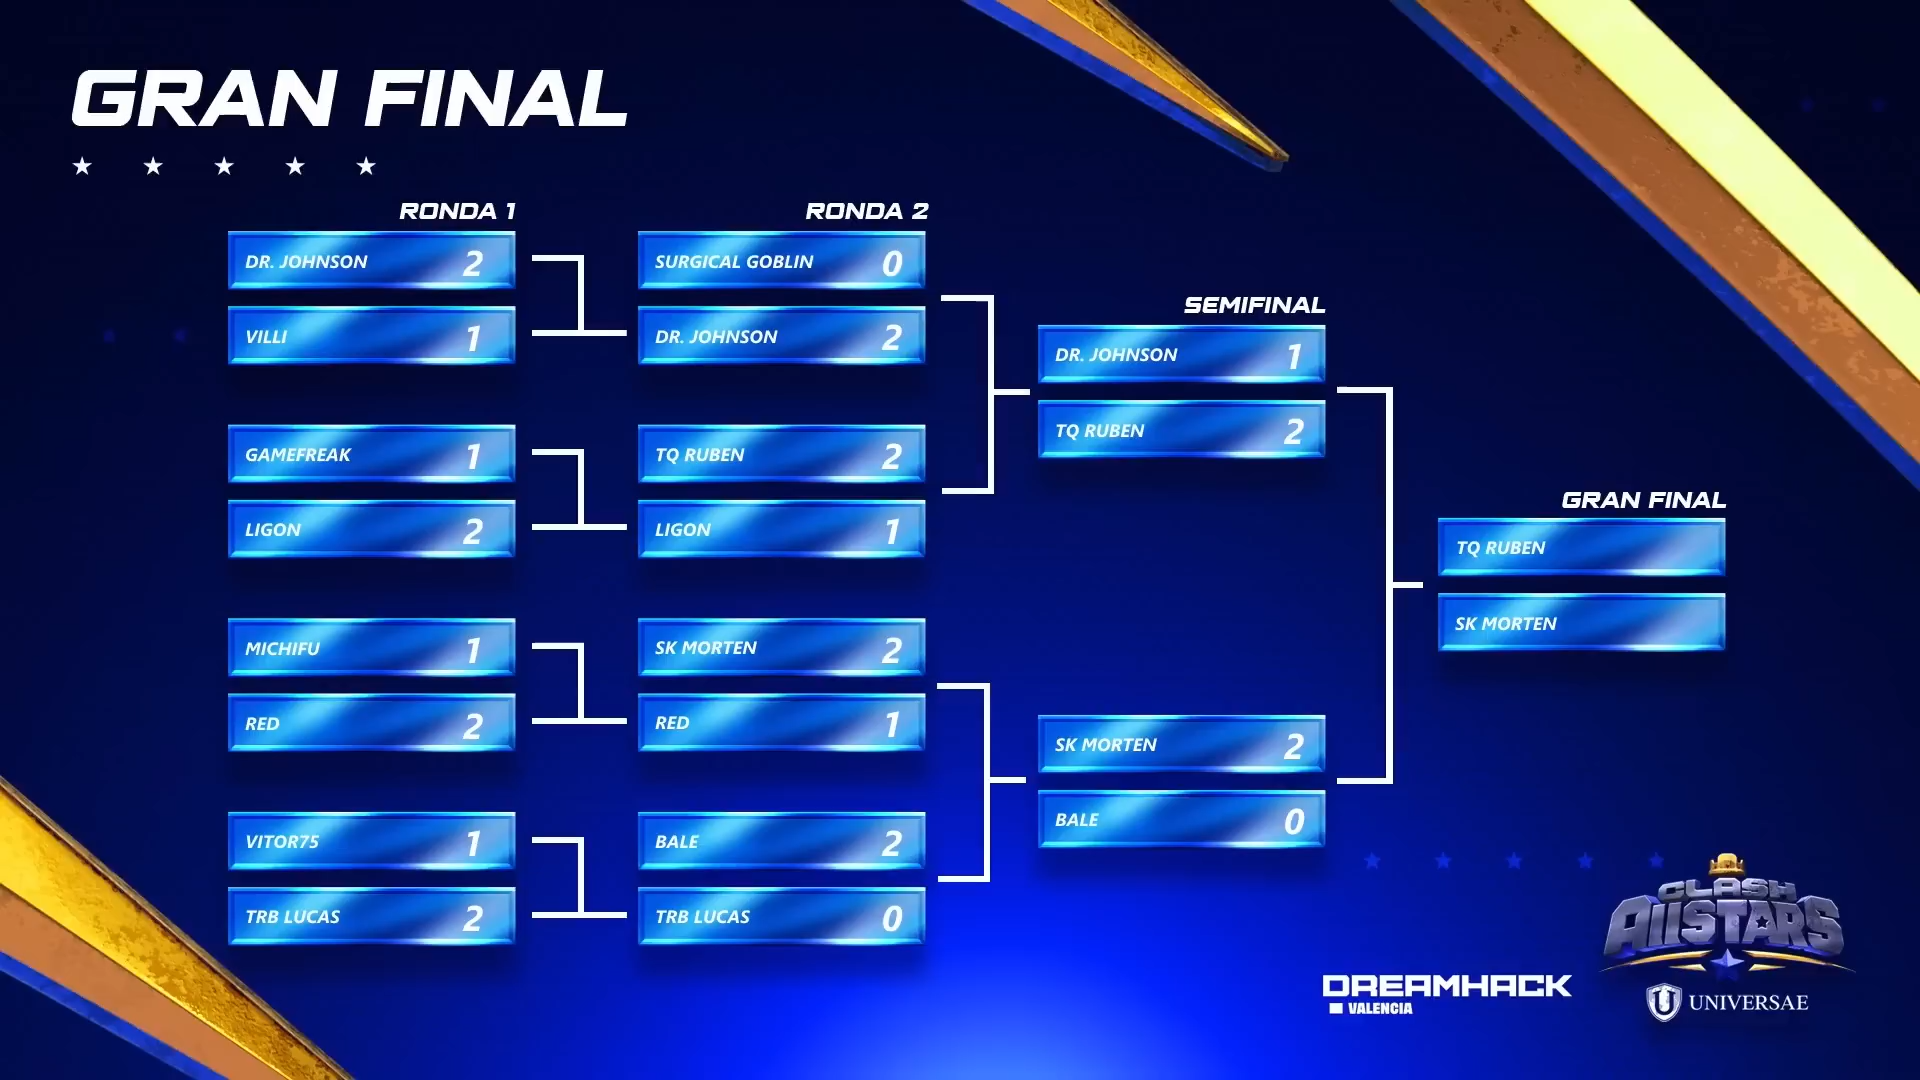 GRAN FINAL
RONDA 1
DR. JOHNSON 2
VILLI 1
GAMEFREAK 1
LIGON 2
MICHIFU 1
RED 2
VITOR75 1
TRB LUCAS 2
RONDA 2
SURGICAL GOBLIN 0
DR. JOHNSON 2
TQ RUBEN 2
LIGON 1
SK MORTEN 2
RED 1
BALE 2
TRB LUCAS 0
SEMIFINAL
DR. JOHNSON 1
TQ RUBEN 2
SK MORTEN 2
BALE 0
GRAN FINAL
TQ RUBEN
SK MORTEN
CLASH
AllSTARS
DREAMHACK
VALENCIA
UNIVERSAE